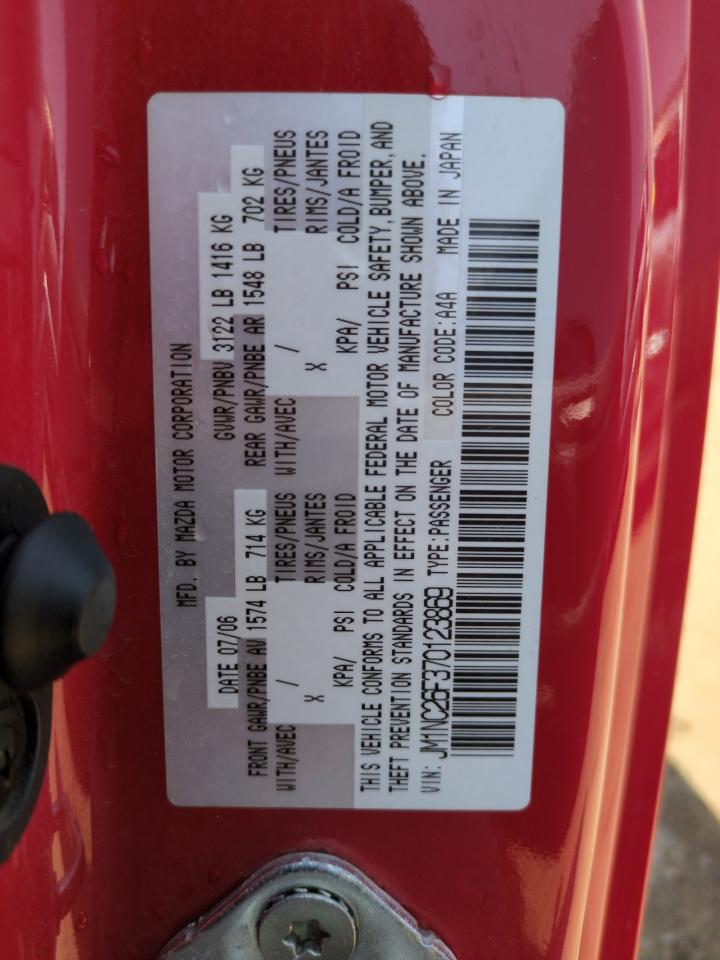 MFD. BY MAZDA MOTOR CORPORATION
DATE 07/06 GVWR/PNBV 3122 LB 1416 KG
FRONT GAWR/PNBE AV 1574 LB 714 KG REAR GAWR/PNBE AR 1548 LB 702 KG
WITH/AVEC / TIRES/PNEUS WITH/AVEC / TIRES/PNEUS
X RIMS/JANTES X RIMS/JANTES
KPA/ PSI COLD/A FROID KPA/ PSI COLD/A FROID
THIS VEHICLE CONFORMS TO ALL APPLICABLE FEDERAL MOTOR VEHICLE SAFETY, BUMPER, AND
THEFT PREVENTION STANDARDS IN EFFECT ON THE DATE OF MANUFACTURE SHOWN ABOVE.
VIN: JM1NC26F370123869 TYPE:PASSENGER COLOR CODE:A4A MADE IN JAPAN